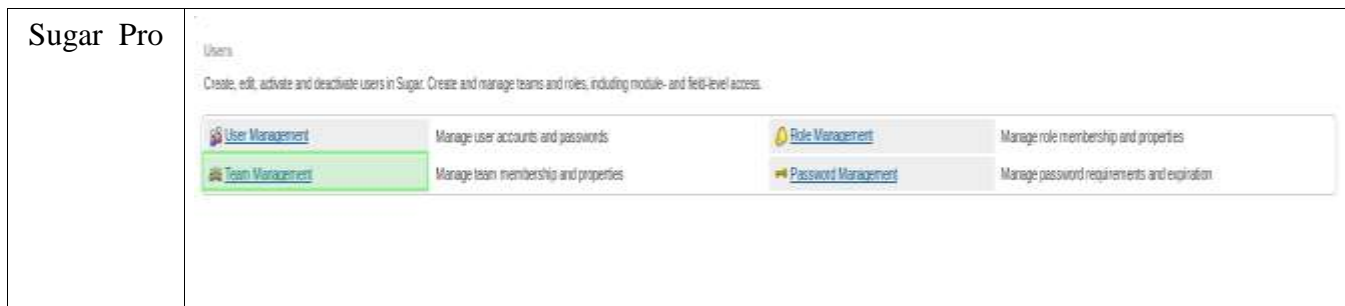 Sugar Pro
Users
Create, edit, activate and deactivate users in Sugar. Create and manage teams and roles, including module- and field-level access.
User Management Manage user accounts and passwords Role Management Manage role membership and properties
Team Management Manage team membership and properties Password Management Manage password requirements and expiration